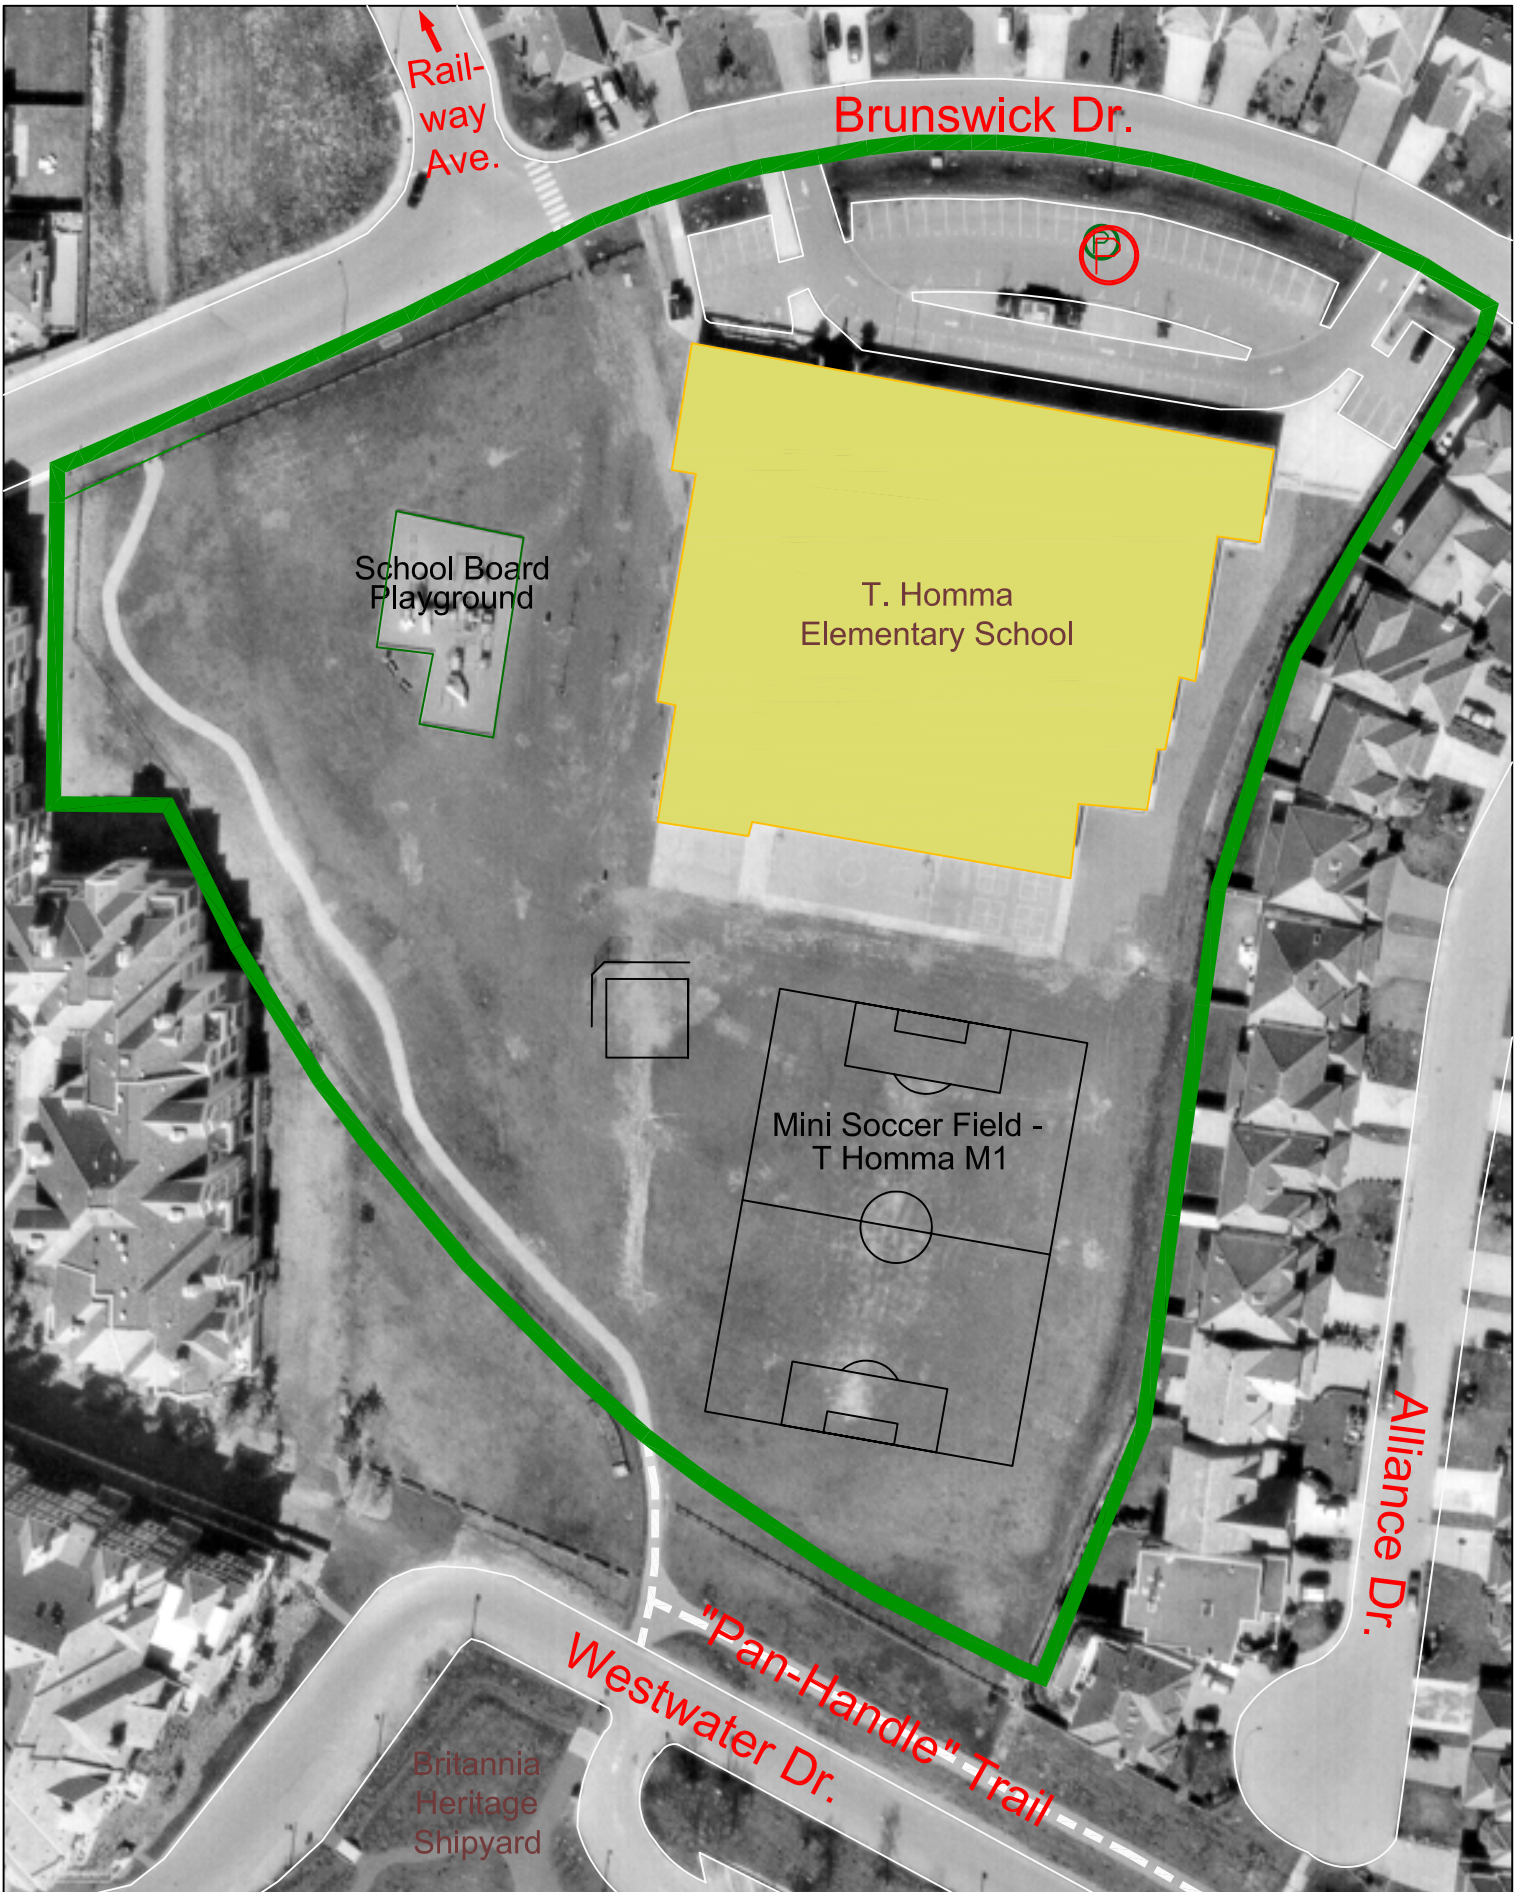 Rail-
way
Ave.
Brunswick Dr.
P
School Board
Playground
T. Homma
Elementary School
Mini Soccer Field -
T Homma M1
Alliance Dr.
"Pan-Handle" Trail
Westwater Dr.
Britannia
Heritage
Shipyard